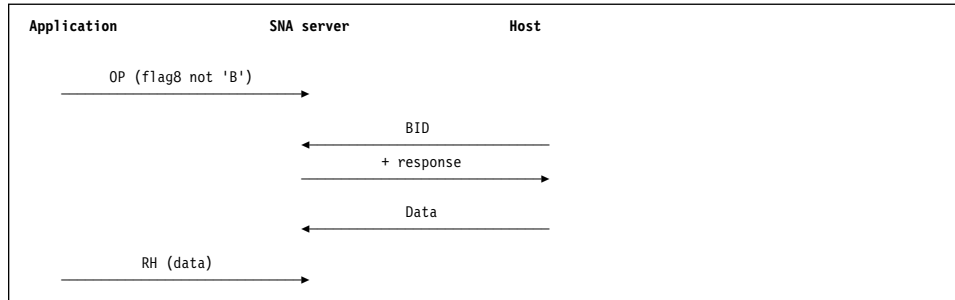 Application SNA server Host
OP (flag8 not 'B')
BID
+ response
Data
RH (data)